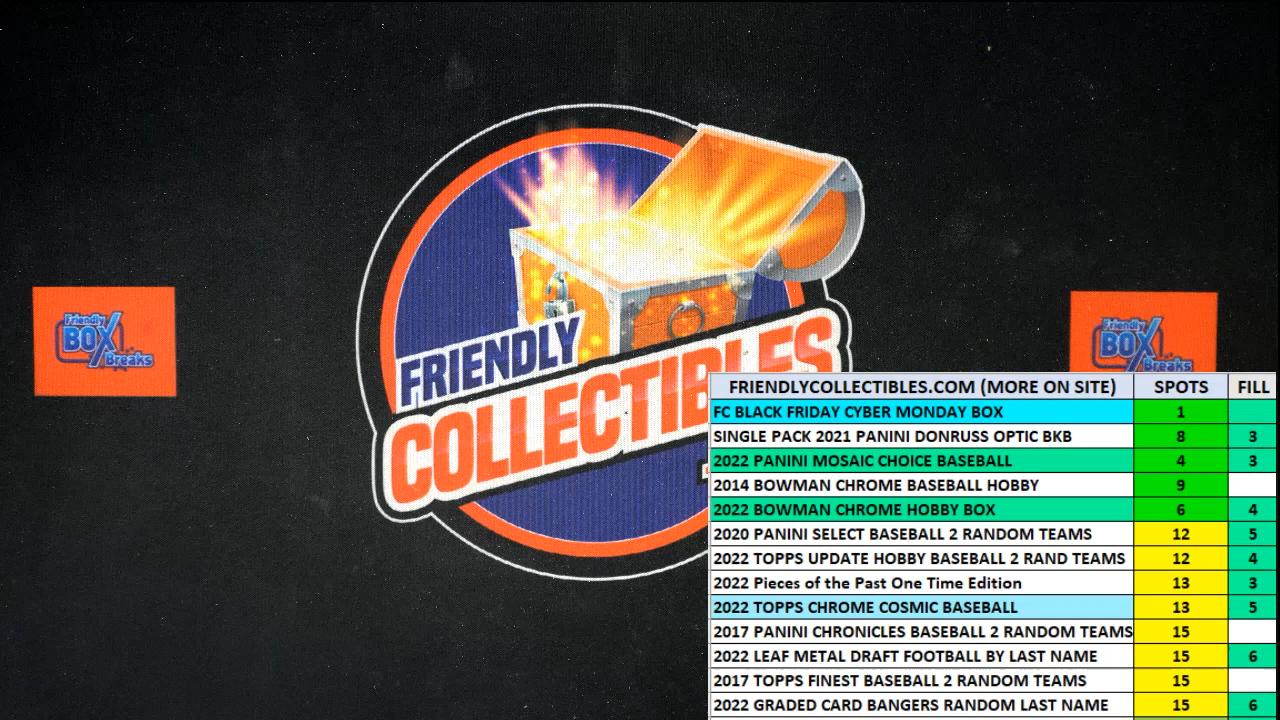 Friendly
BOX
Breaks
FRIENDLY
COLLECTIBLES
Friendly
BOX
Breaks
FRIENDLYCOLLECTIBLES.COM (MORE ON SITE) SPOTS FILL
FC BLACK FRIDAY CYBER MONDAY BOX 1
SINGLE PACK 2021 PANINI DONRUSS OPTIC BKB 8 3
2022 PANINI MOSAIC CHOICE BASEBALL 4 3
2014 BOWMAN CHROME BASEBALL HOBBY 9
2022 BOWMAN CHROME HOBBY BOX 6 4
2020 PANINI SELECT BASEBALL 2 RANDOM TEAMS 12 5
2022 TOPPS UPDATE HOBBY BASEBALL 2 RAND TEAMS 12 4
2022 Pieces of the Past One Time Edition 13 3
2022 TOPPS CHROME COSMIC BASEBALL 13 5
2017 PANINI CHRONICLES BASEBALL 2 RANDOM TEAMS 15
2022 LEAF METAL DRAFT FOOTBALL BY LAST NAME 15 6
2017 TOPPS FINEST BASEBALL 2 RANDOM TEAMS 15
2022 GRADED CARD BANGERS RANDOM LAST NAME 15 6